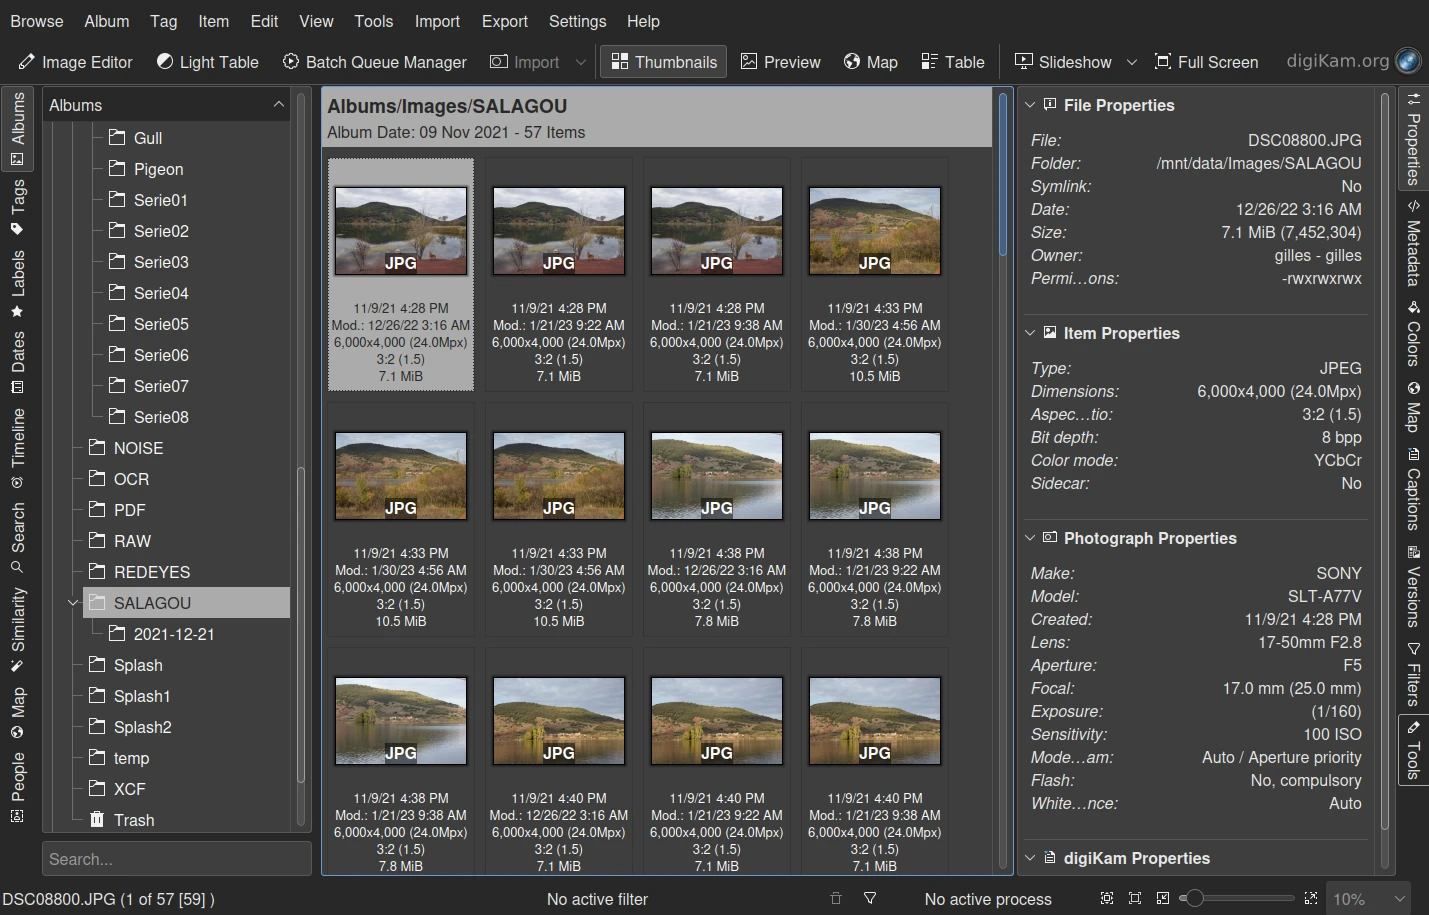 Browse Album Tag Item Edit View Tools Import Export Settings Help
Image Editor Light Table Batch Queue Manager Import Thumbnails Preview Map Table Slideshow Full Screen digiKam.org
Albums
Tags
Labels
Dates
Timeline
Search
Similarity
Map
People
Albums
Gull
Pigeon
Serie01
Serie02
Serie03
Serie04
Serie05
Serie06
Serie07
Serie08
NOISE
OCR
PDF
RAW
REDEYES
SALAGOU
2021-12-21
Splash
Splash1
Splash2
temp
XCF
Trash
Search...
Albums/Images/SALAGOU
Album Date: 09 Nov 2021 - 57 Items
JPG JPG JPG JPG
11/9/21 4:28 PM 11/9/21 4:28 PM 11/9/21 4:28 PM 11/9/21 4:33 PM
Mod.: 12/26/22 3:16 AM Mod.: 1/21/23 9:22 AM Mod.: 1/21/23 9:38 AM Mod.: 1/30/23 4:56 AM
6,000x4,000 (24.0Mpx) 6,000x4,000 (24.0Mpx) 6,000x4,000 (24.0Mpx) 6,000x4,000 (24.0Mpx)
3:2 (1.5) 3:2 (1.5) 3:2 (1.5) 3:2 (1.5)
7.1 MiB 7.1 MiB 7.1 MiB 10.5 MiB
JPG JPG JPG JPG
11/9/21 4:33 PM 11/9/21 4:33 PM 11/9/21 4:38 PM 11/9/21 4:38 PM
Mod.: 1/30/23 4:56 AM Mod.: 1/30/23 4:56 AM Mod.: 12/26/22 3:16 AM Mod.: 1/21/23 9:22 AM
6,000x4,000 (24.0Mpx) 6,000x4,000 (24.0Mpx) 6,000x4,000 (24.0Mpx) 6,000x4,000 (24.0Mpx)
3:2 (1.5) 3:2 (1.5) 3:2 (1.5) 3:2 (1.5)
10.5 MiB 10.5 MiB 7.8 MiB 7.8 MiB
JPG JPG JPG JPG
11/9/21 4:38 PM 11/9/21 4:40 PM 11/9/21 4:40 PM 11/9/21 4:40 PM
Mod.: 1/21/23 9:38 AM Mod.: 12/26/22 3:16 AM Mod.: 1/21/23 9:22 AM Mod.: 1/21/23 9:38 AM
6,000x4,000 (24.0Mpx) 6,000x4,000 (24.0Mpx) 6,000x4,000 (24.0Mpx) 6,000x4,000 (24.0Mpx)
3:2 (1.5) 3:2 (1.5) 3:2 (1.5) 3:2 (1.5)
7.8 MiB 7.1 MiB 7.1 MiB 7.1 MiB
File Properties
File: DSC08800.JPG
Folder: /mnt/data/Images/SALAGOU
Symlink: No
Date: 12/26/22 3:16 AM
Size: 7.1 MiB (7,452,304)
Owner: gilles - gilles
Permi...ons: -rwxrwxrwx
Item Properties
Type: JPEG
Dimensions: 6,000x4,000 (24.0Mpx)
Aspec...tio: 3:2 (1.5)
Bit depth: 8 bpp
Color mode: YCbCr
Sidecar: No
Photograph Properties
Make: SONY
Model: SLT-A77V
Created: 11/9/21 4:28 PM
Lens: 17-50mm F2.8
Aperture: F5
Focal: 17.0 mm (25.0 mm)
Exposure: (1/160)
Sensitivity: 100 ISO
Mode...am: Auto / Aperture priority
Flash: No, compulsory
White...nce: Auto
digiKam Properties
Properties
Metadata
Colors
Map
Captions
Versions
Filters
Tools
DSC08800.JPG (1 of 57 [59] ) No active filter No active process 10%